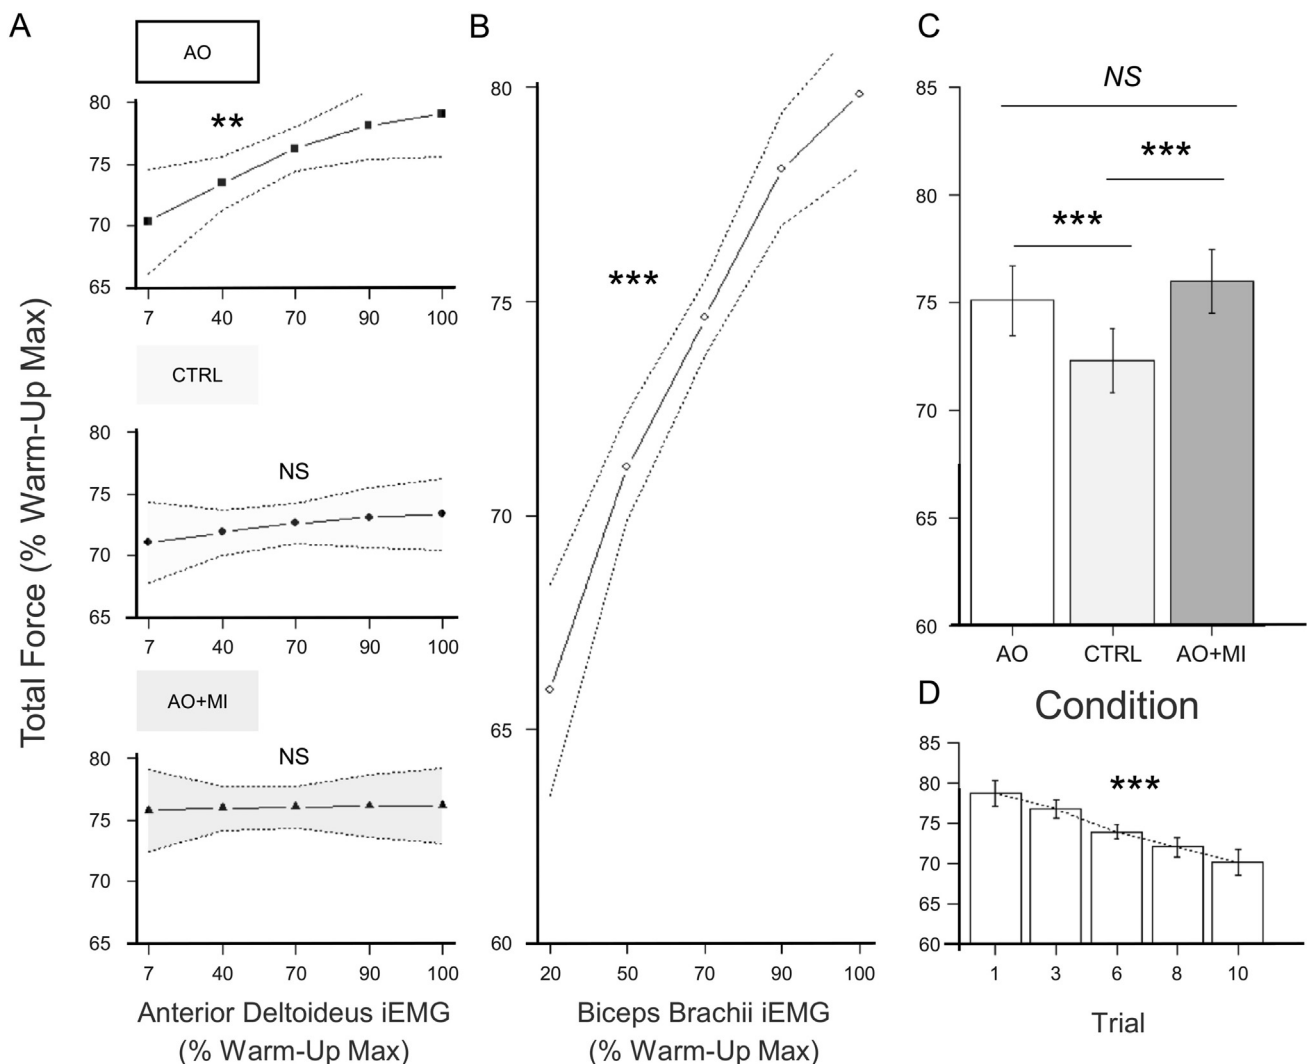 A
AO
80
75
70
65
**
7 40 70 90 100
CTRL
80
75
70
65
NS
7 40 70 90 100
AO+MI
80
75
70
65
NS
7 40 70 90 100
Anterior Deltoideus iEMG
(% Warm-Up Max)
Total Force (% Warm-Up Max)
B
80
75
70
65
60
***
20 50 70 90 100
Biceps Brachii iEMG
(% Warm-Up Max)
C
85
80
75
70
65
60
NS
***
***
AO CTRL AO+MI
Condition
D
85
80
75
70
65
60
***
1 3 6 8 10
Trial